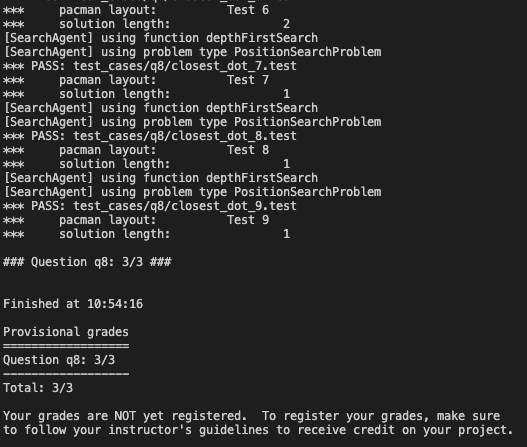 ***     pacman layout:          Test 6
***     solution length:                2
[SearchAgent] using function depthFirstSearch
[SearchAgent] using problem type PositionSearchProblem
*** PASS: test_cases/q8/closest_dot_7.test
***     pacman layout:          Test 7
***     solution length:                1
[SearchAgent] using function depthFirstSearch
[SearchAgent] using problem type PositionSearchProblem
*** PASS: test_cases/q8/closest_dot_8.test
***     pacman layout:          Test 8
***     solution length:                1
[SearchAgent] using function depthFirstSearch
[SearchAgent] using problem type PositionSearchProblem
*** PASS: test_cases/q8/closest_dot_9.test
***     pacman layout:          Test 9
***     solution length:                1
### Question q8: 3/3 ###
Finished at 10:54:16
Provisional grades
==================
Question q8: 3/3
------------------
Total: 3/3
Your grades are NOT yet registered.  To register your grades, make sure
to follow your instructor's guidelines to receive credit on your project.